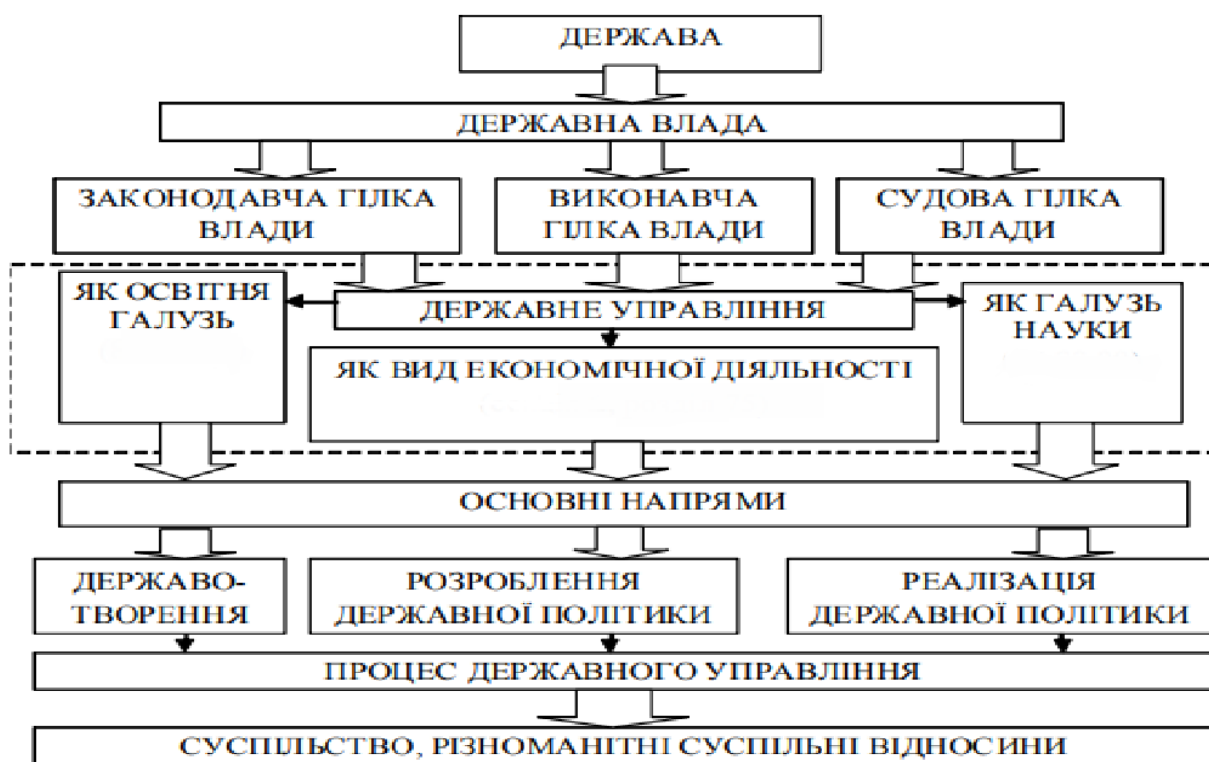 ДЕРЖАВА
ДЕРЖАВНА ВЛАДА
ЗАКОНОДАВЧА ГІЛКА
ВЛАДИ
ВИКОНАВЧА
ГІЛКА ВЛАДИ
СУДОВА ГІЛКА
ВЛАДИ
ЯК ОСВІТНЯ
ГАЛУЗЬ
ДЕРЖАВНЕ УПРАВЛІННЯ
ЯК ГАЛУЗЬ
НАУКИ
ЯК ВИД ЕКОНОМІЧНОЇ ДІЯЛЬНОСТІ
ОСНОВНІ НАПРЯМИ
ДЕРЖАВО-
ТВОРЕННЯ
РОЗРОБЛЕННЯ
ДЕРЖАВНОЇ ПОЛІТИКИ
РЕАЛІЗАЦІЯ
ДЕРЖАВНОЇ ПОЛІТИКИ
ПРОЦЕС ДЕРЖАВНОГО УПРАВЛІННЯ
СУСПІЛЬСТВО, РІЗНОМАНІТНІ СУСПІЛЬНІ ВІДНОСИНИ